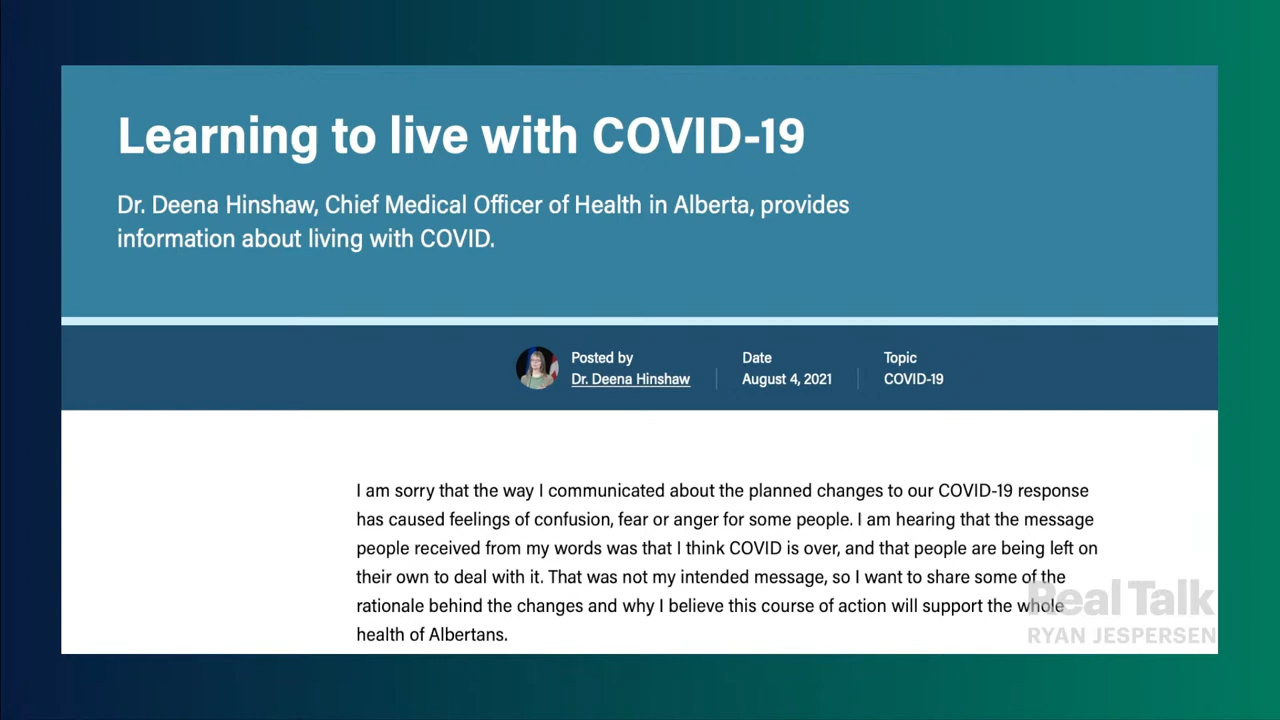 Learning to live with COVID-19
Dr. Deena Hinshaw, Chief Medical Officer of Health in Alberta, provides
information about living with COVID.
Posted by
Dr. Deena Hinshaw
Date
August 4, 2021
Topic
COVID-19
I am sorry that the way I communicated about the planned changes to our COVID-19 response
has caused feelings of confusion, fear or anger for some people. I am hearing that the message
people received from my words was that I think COVID is over, and that people are being left on
their own to deal with it. That was not my intended message, so I want to share some of the
rationale behind the changes and why I believe this course of action will support the whole
health of Albertans.
Real Talk
RYAN JESPERSEN